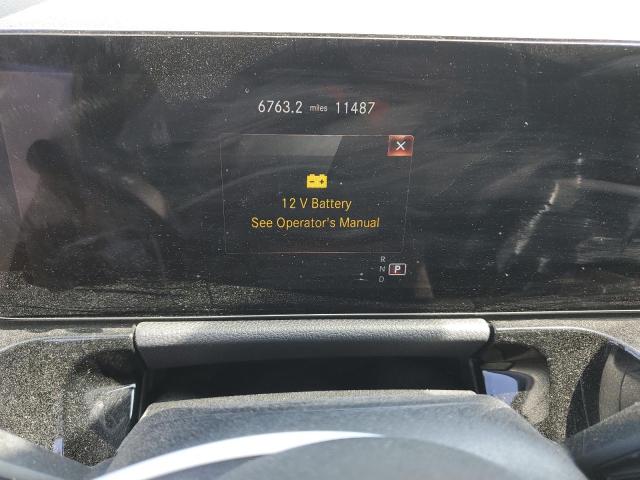 6763.2 miles 11487
12 V Battery
See Operator's Manual
R
N P
D